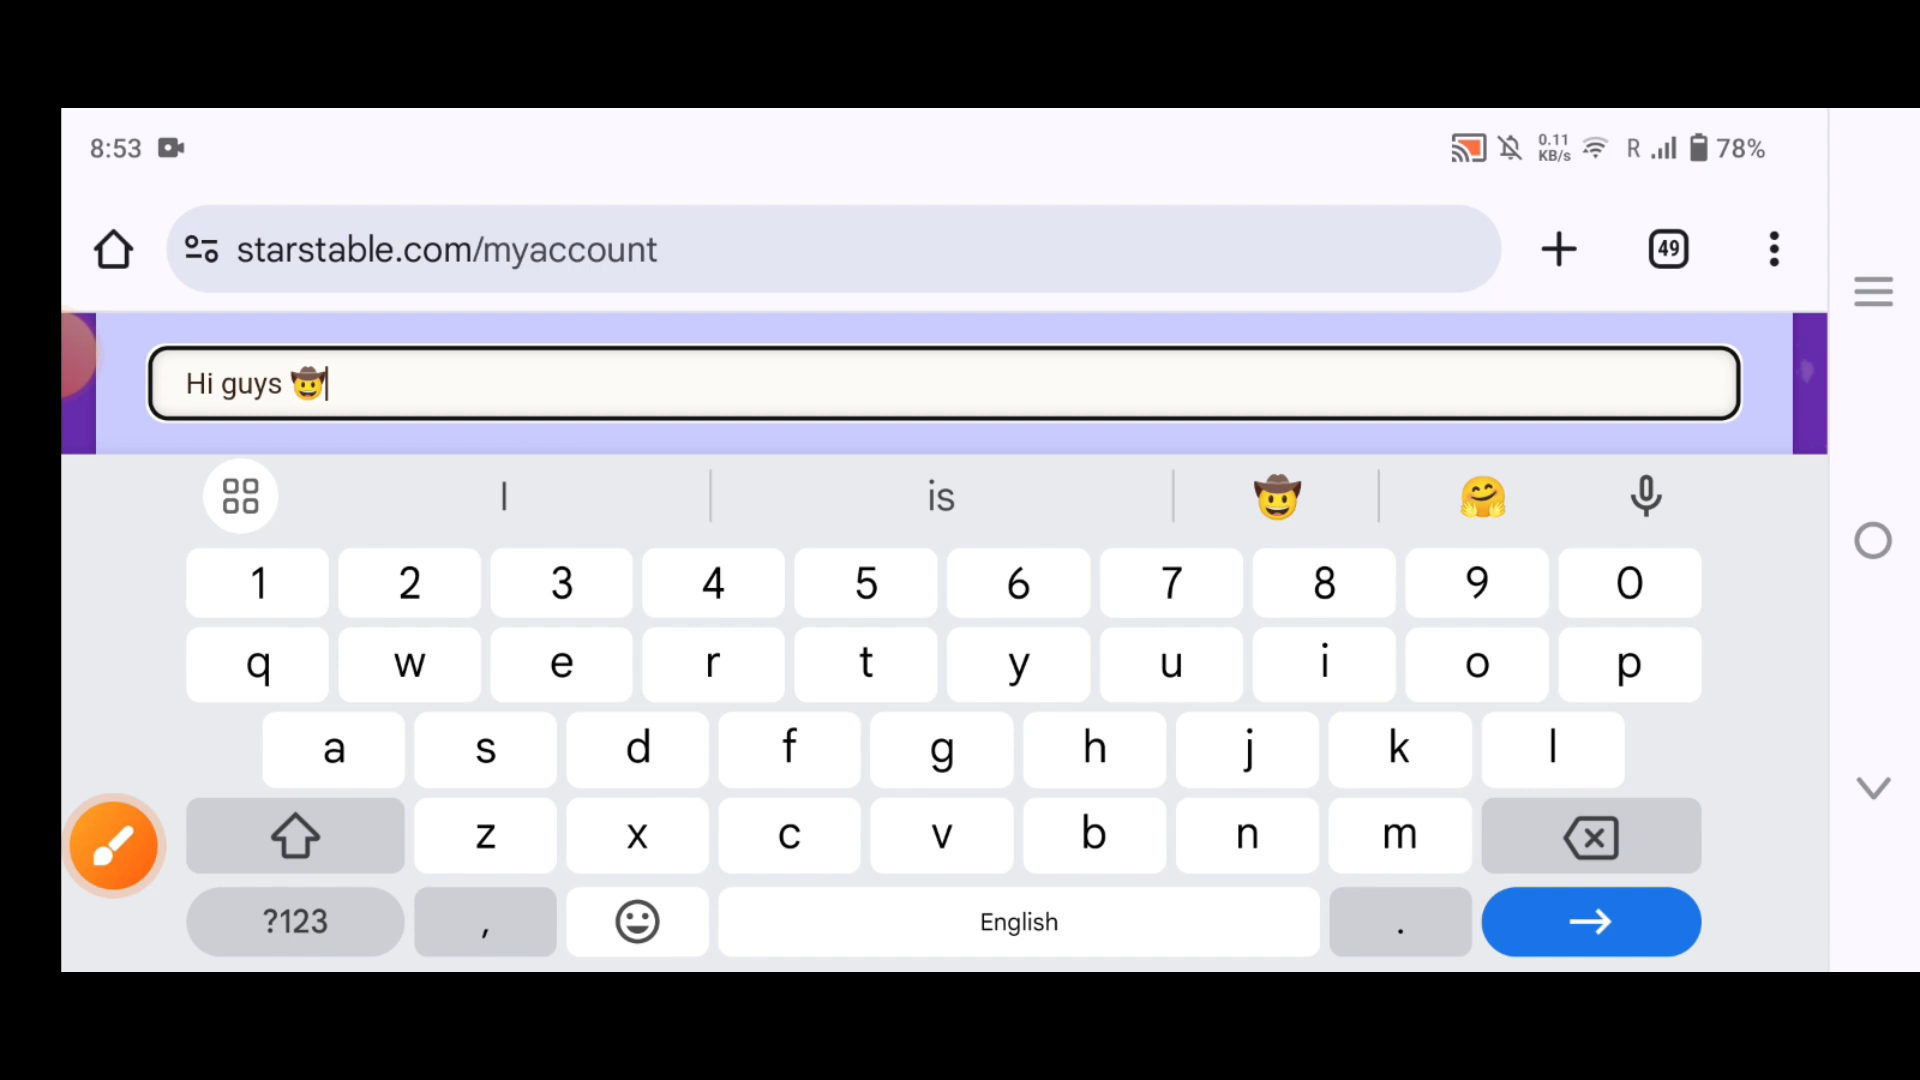 8:53 0.11 KB/s R 78%
starstable.com/myaccount 49
Hi guys 🤠
I is 🤠 🤗
1 2 3 4 5 6 7 8 9 0
q w e r t y u i o p
a s d f g h j k l
z x c v b n m
?123 , English .